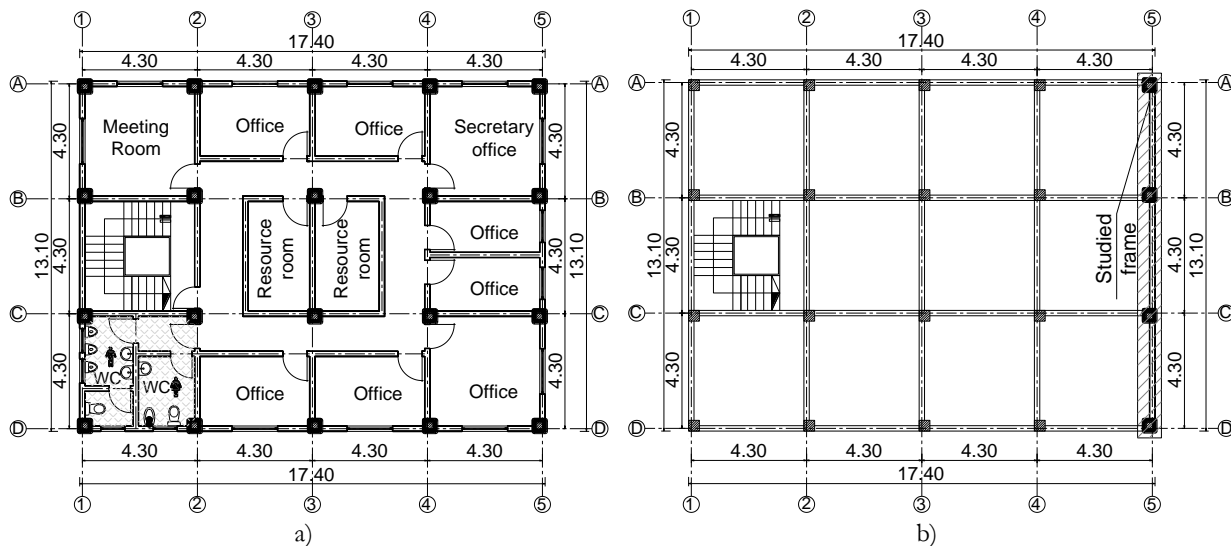 1 2 3 4 5
17.40
4.30 4.30 4.30 4.30
A A
Meeting Room
Office
Office
Secretary office
4.30 4.30
B B
Resource room
Resource room
Office
Office
13.10 4.30 4.30 13.10
C C
WC
WC
Office
Office
Office
4.30 4.30
D D
4.30 4.30 4.30 4.30
17.40
1 2 3 4 5
a)
1 2 3 4 5
17.40
4.30 4.30 4.30 4.30
A A
4.30 4.30
B B
Studied frame
13.10 4.30 4.30 13.10
C C
4.30 4.30
D D
4.30 4.30 4.30 4.30
17.40
1 2 3 4 5
b)